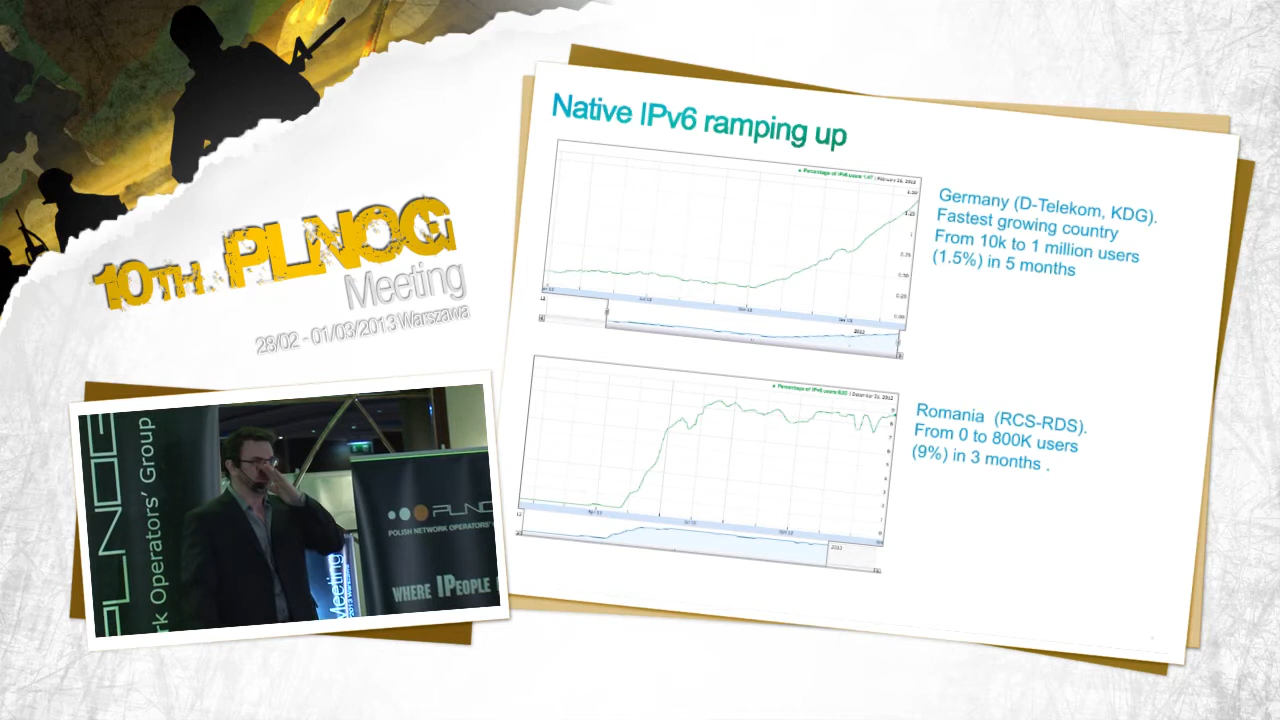 10TH PLNOG
Meeting
28/02 - 01/03/2013 Warszawa
Native IPv6 ramping up
Germany (D-Telekom, KDG).
Fastest growing country
From 10k to 1 million users
(1.5%) in 5 months
Romania (RCS-RDS).
From 0 to 800K users
(9%) in 3 months .
PLNOG
rk Operators' Group
Meeting
PLNO
POLISH NETWORK OPERATORS'
WHERE IPEOPLE